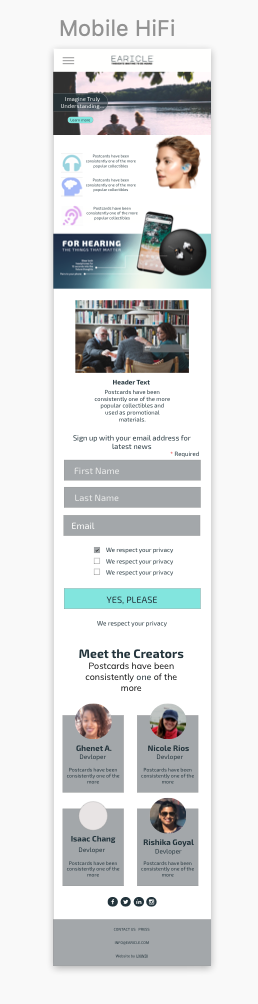 Mobile HiFi
EARICLE
Imagine Truly
Understanding...
Learn more
Postcards have been
consistently one of the more
popular collectibles
Postcards have been
consistently one of the more
popular collectibles
Postcards have been
consistently one of the more
popular collectibles
FOR HEARING
THE THINGS THAT MATTER
Header Text
Postcards have been
consistently one of the more
popular collectibles and
used as promotional
materials.
Sign up with your email address for
latest news
* Required
First Name
Last Name
Email
We respect your privacy
We respect your privacy
We respect your privacy
YES, PLEASE
We respect your privacy
Meet the Creators
Postcards have been
consistently one of the
more
Ghenet A.
Devloper
Postcards have been
consistently one of the
more
Nicole Rios
Devloper
Postcards have been
consistently one of the
more
Isaac Chang
Devloper
Postcards have been
consistently one of the
more
Rishika Goyal
Devloper
Postcards have been
consistently one of the
more
CONTACT US PRESS
INFO@EARICLE.COM
Website by